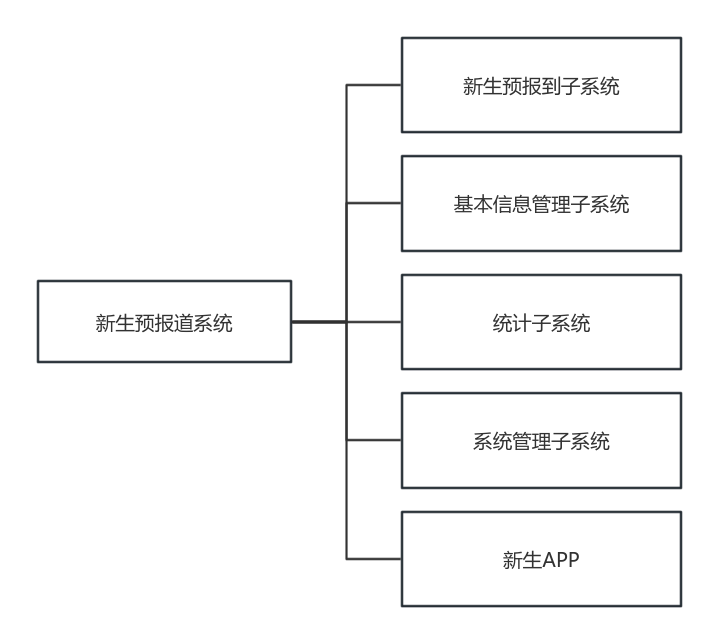 新生预报到子系统
基本信息管理子系统
新生预报道系统
统计子系统
系统管理子系统
新生APP